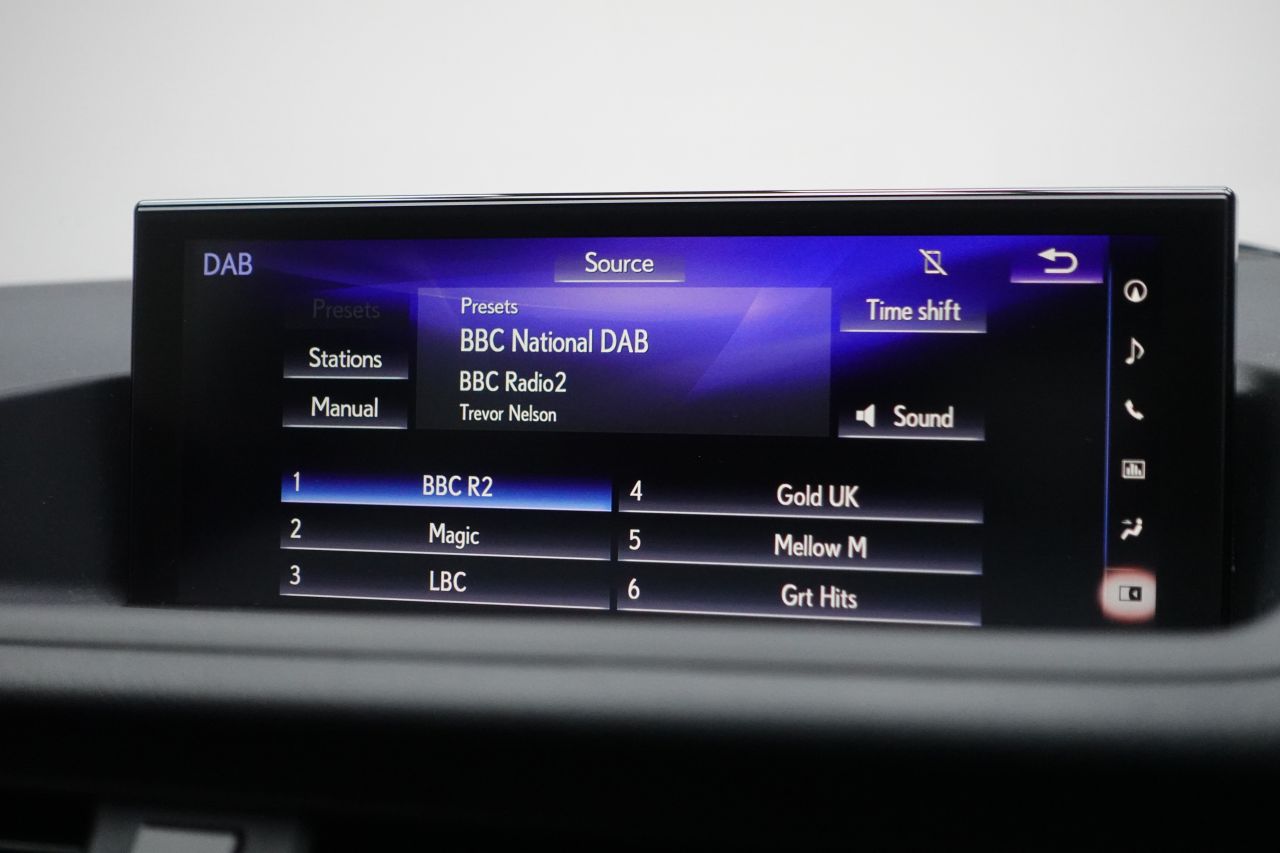 DAB
Source
Presets
Presets
Time shift
Stations
BBC National DAB
BBC Radio2
Manual
Trevor Nelson
Sound
1 BBC R2
4 Gold UK
2 Magic
5 Mellow M
3 LBC
6 Grt Hits